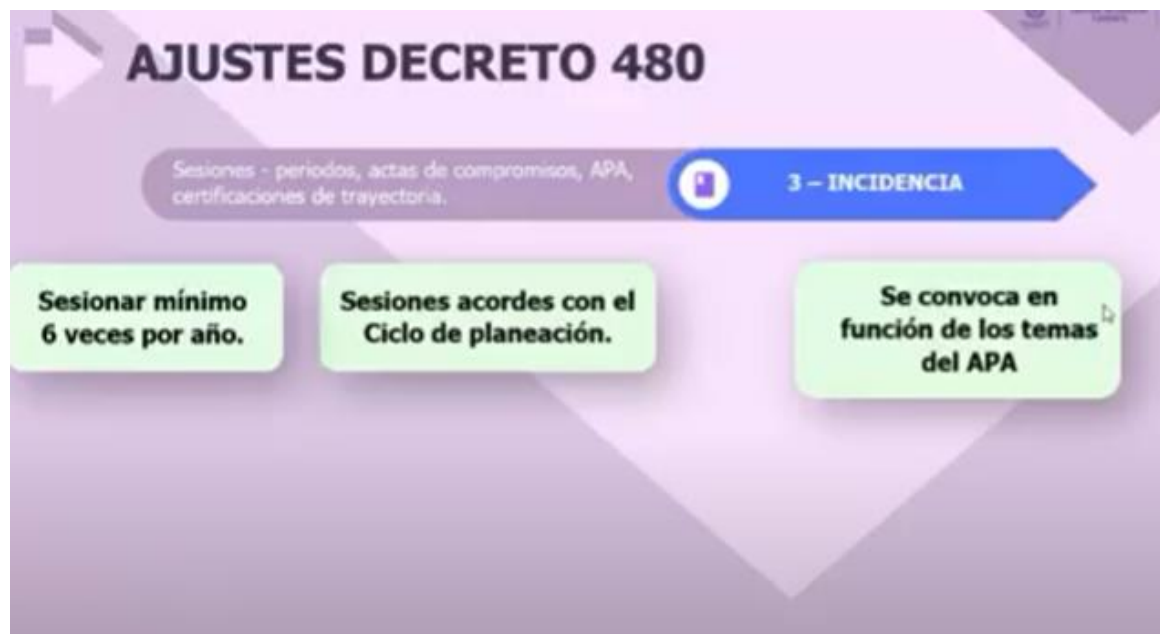 AJUSTES DECRETO 480
Sesiones - periodos, actas de compromisos, APA,
certificaciones de trayectoria.
3 – INCIDENCIA
Sesionar mínimo
6 veces por año.
Sesiones acordes con el
Ciclo de planeación.
Se convoca en
función de los temas
del APA